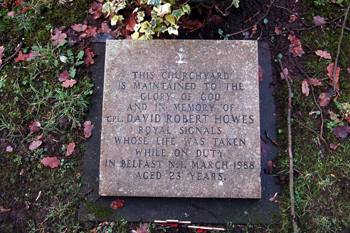 THIS CHURCHYARD
IS MAINTAINED TO THE
GLORY OF GOD
AND IN MEMORY OF
CPL. DAVID ROBERT HOWES
ROYAL SIGNALS
WHOSE LIFE WAS TAKEN
WHILE ON DUTY
IN BELFAST N.I. MARCH 1988
AGED 23 YEARS.